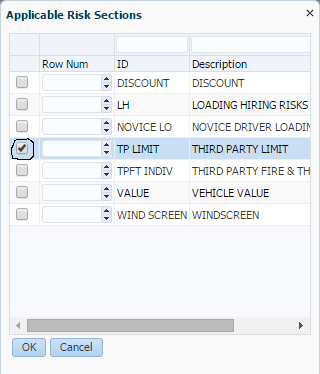 Applicable Risk Sections
Row Num ID Description
DISCOUNT DISCOUNT
LH LOADING HIRING RISKS
NOVICE LO NOVICE DRIVER LOADIN
TP LIMIT THIRD PARTY LIMIT
TPFT INDIV THIRD PARTY FIRE & TH
VALUE VEHICLE VALUE
WIND SCREEN WINDSCREEN
OK Cancel